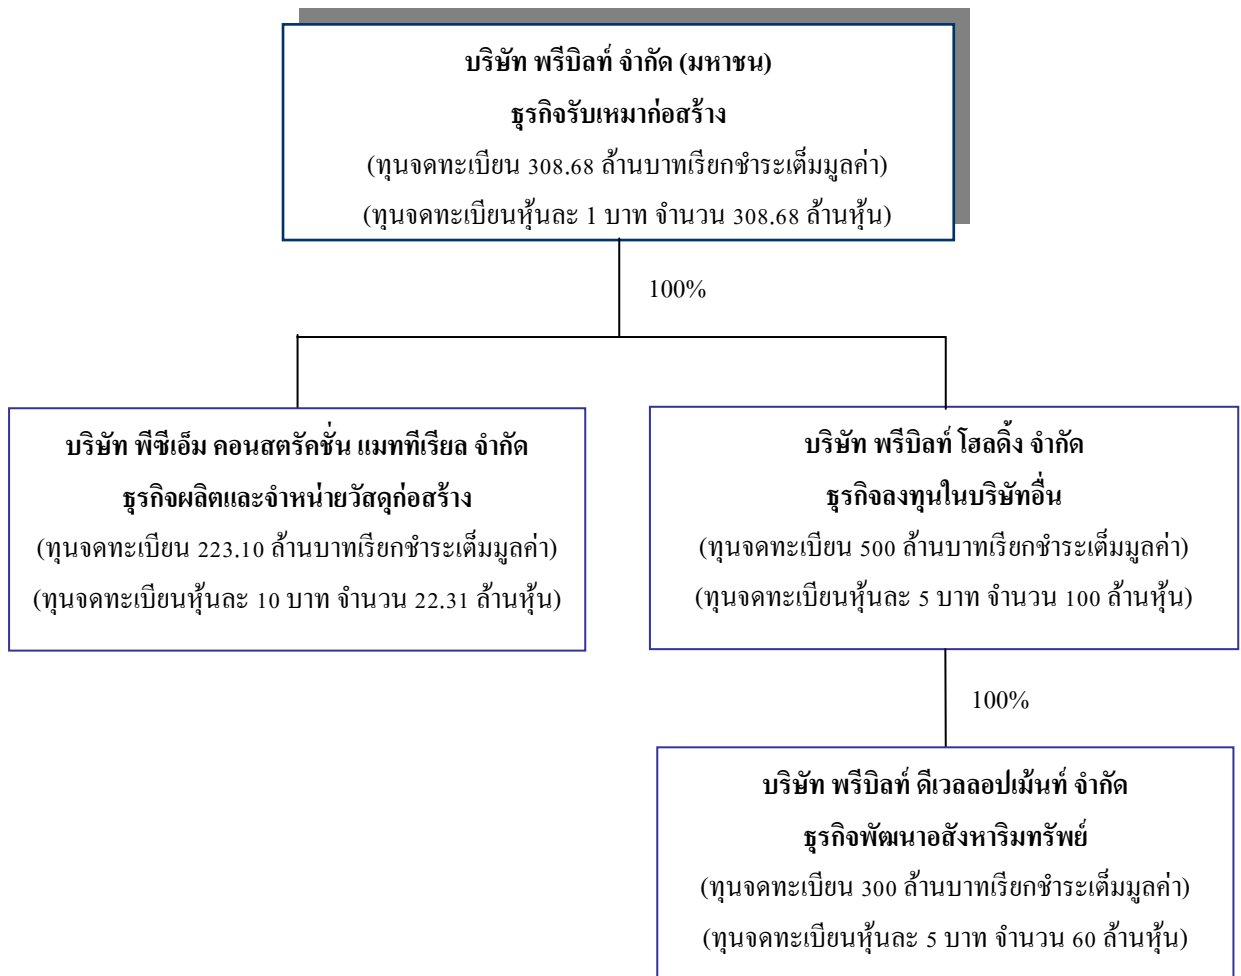 บริษัท พรีบิลท์ จำกัด (มหาชน)
ธุรกิจรับเหมาก่อสร้าง
(ทุนจดทะเบียน 308.68 ล้านบาทเรียกชำระเต็มมูลค่า)
(ทุนจดทะเบียนหุ้นละ 1 บาท จำนวน 308.68 ล้านหุ้น)
100%
บริษัท พีซีเอ็ม คอนสตรัคชั่น แมททีเรียล จำกัด
ธุรกิจผลิตและจำหน่ายวัสดุก่อสร้าง
(ทุนจดทะเบียน 223.10 ล้านบาทเรียกชำระเต็มมูลค่า)
(ทุนจดทะเบียนหุ้นละ 10 บาท จำนวน 22.31 ล้านหุ้น)
บริษัท พรีบิลท์ โฮลดิ้ง จำกัด
ธุรกิจลงทุนในบริษัทอื่น
(ทุนจดทะเบียน 500 ล้านบาทเรียกชำระเต็มมูลค่า)
(ทุนจดทะเบียนหุ้นละ 5 บาท จำนวน 100 ล้านหุ้น)
100%
บริษัท พรีบิลท์ ดีเวลลอปเม้นท์ จำกัด
ธุรกิจพัฒนาอสังหาริมทรัพย์
(ทุนจดทะเบียน 300 ล้านบาทเรียกชำระเต็มมูลค่า)
(ทุนจดทะเบียนหุ้นละ 5 บาท จำนวน 60 ล้านหุ้น)